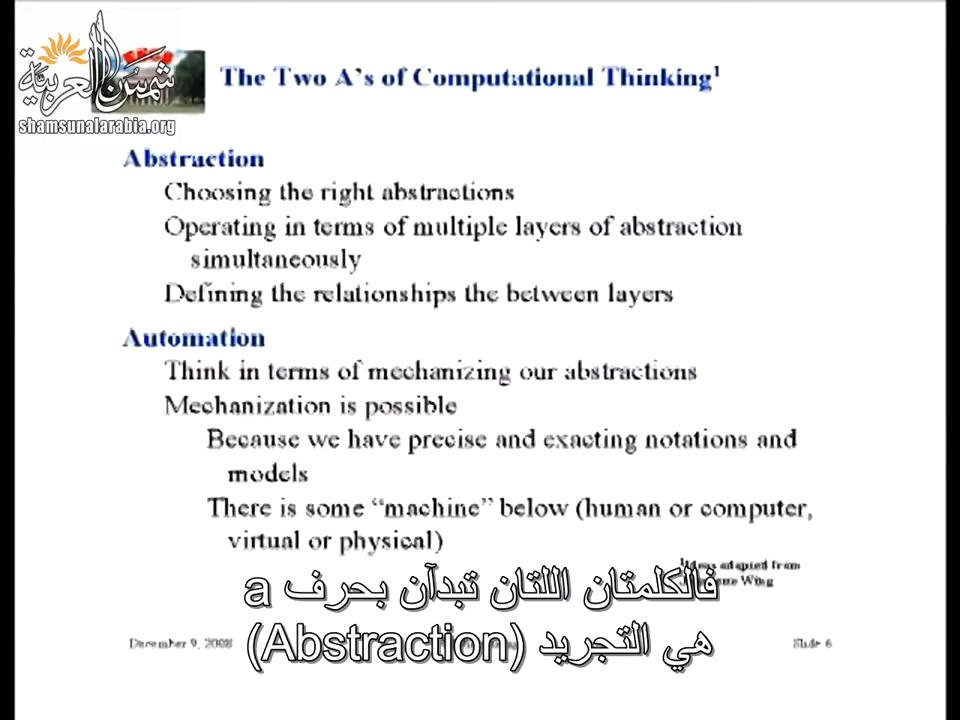 شمس العربية
shamsunalarabia.org
The Two A's of Computational Thinking¹
Abstraction
Choosing the right abstractions
Operating in terms of multiple layers of abstraction
simultaneously
Defining the relationships the between layers
Automation
Think in terms of mechanizing our abstractions
Mechanization is possible
Because we have precise and exacting notations and
models
There is some “machine” below (human or computer,
virtual or physical)
adapted from
Wing
فالكلمتان اللتان تبدآن بحرف a
هي التجريد (Abstraction)
December 9, 2008
Slide 6